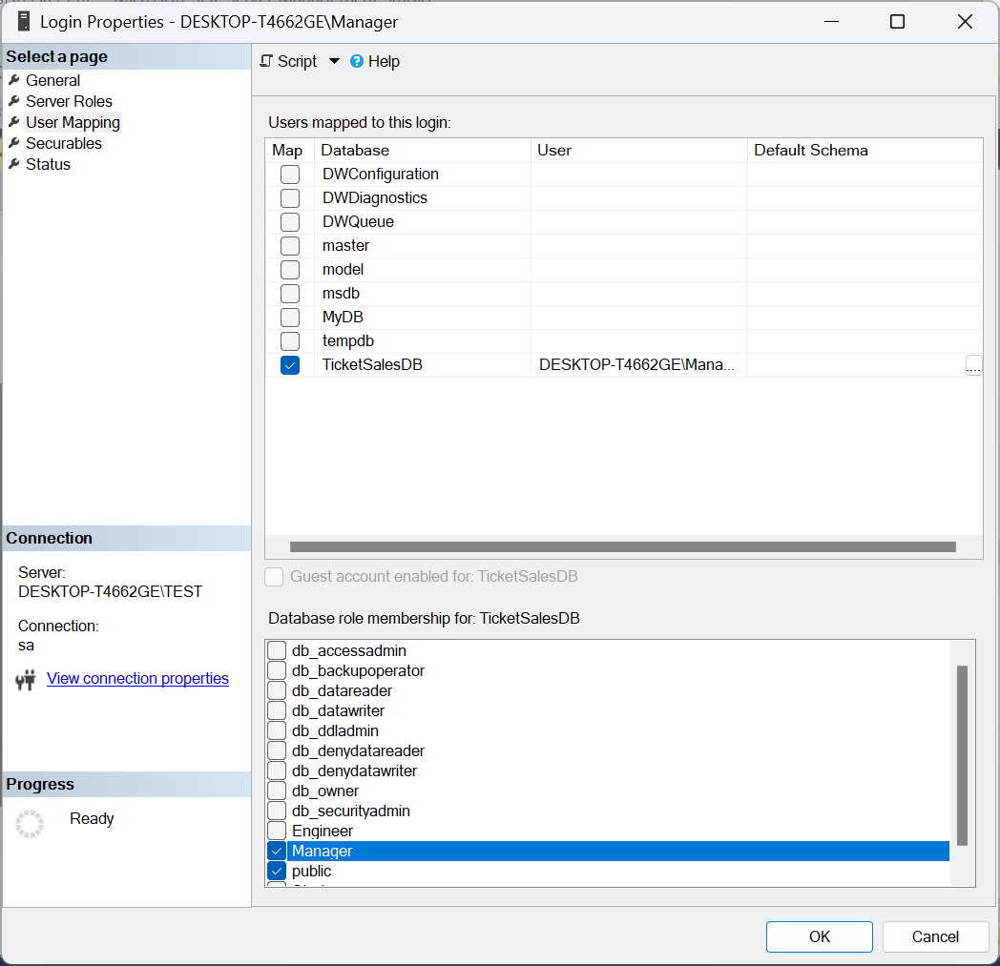 Login Properties - DESKTOP-T4662GE\Manager
Select a page
General
Server Roles
User Mapping
Securables
Status
Connection
Server:
DESKTOP-T4662GE\TEST
Connection:
sa
View connection properties
Progress
Ready
Script Help
Users mapped to this login:
Map Database User Default Schema
DWConfiguration
DWDiagnostics
DWQueue
master
model
msdb
MyDB
tempdb
TicketSalesDB DESKTOP-T4662GE\Mana... ...
Guest account enabled for: TicketSalesDB
Database role membership for: TicketSalesDB
db_accessadmin
db_backupoperator
db_datareader
db_datawriter
db_ddladmin
db_denydatareader
db_denydatawriter
db_owner
db_securityadmin
Engineer
Manager
public
OK Cancel